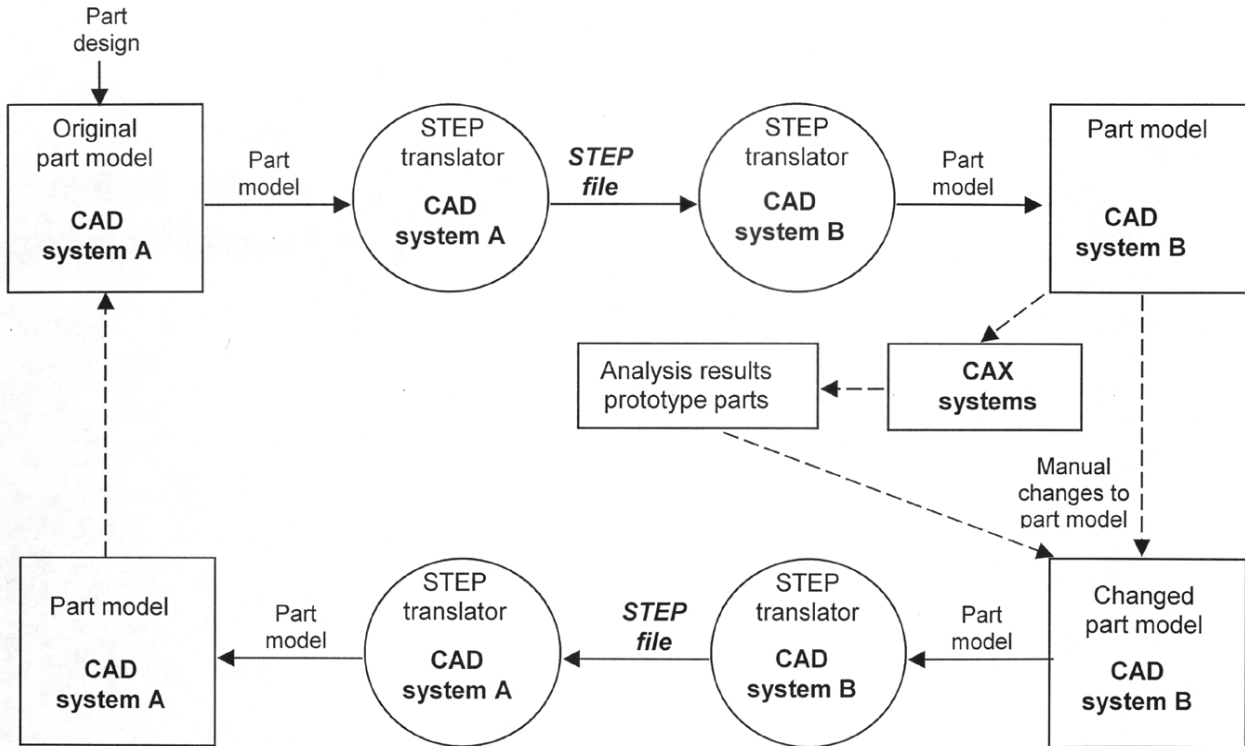 Part
design
Original
part model
CAD
system A
Part
model
STEP
translator
CAD
system A
STEP
file
STEP
translator
CAD
system B
Part
model
Part model
CAD
system B
CAX
systems
Analysis results
prototype parts
Manual
changes to
part model
Changed
part model
CAD
system B
Part
model
STEP
translator
CAD
system B
STEP
file
STEP
translator
CAD
system A
Part
model
Part model
CAD
system A